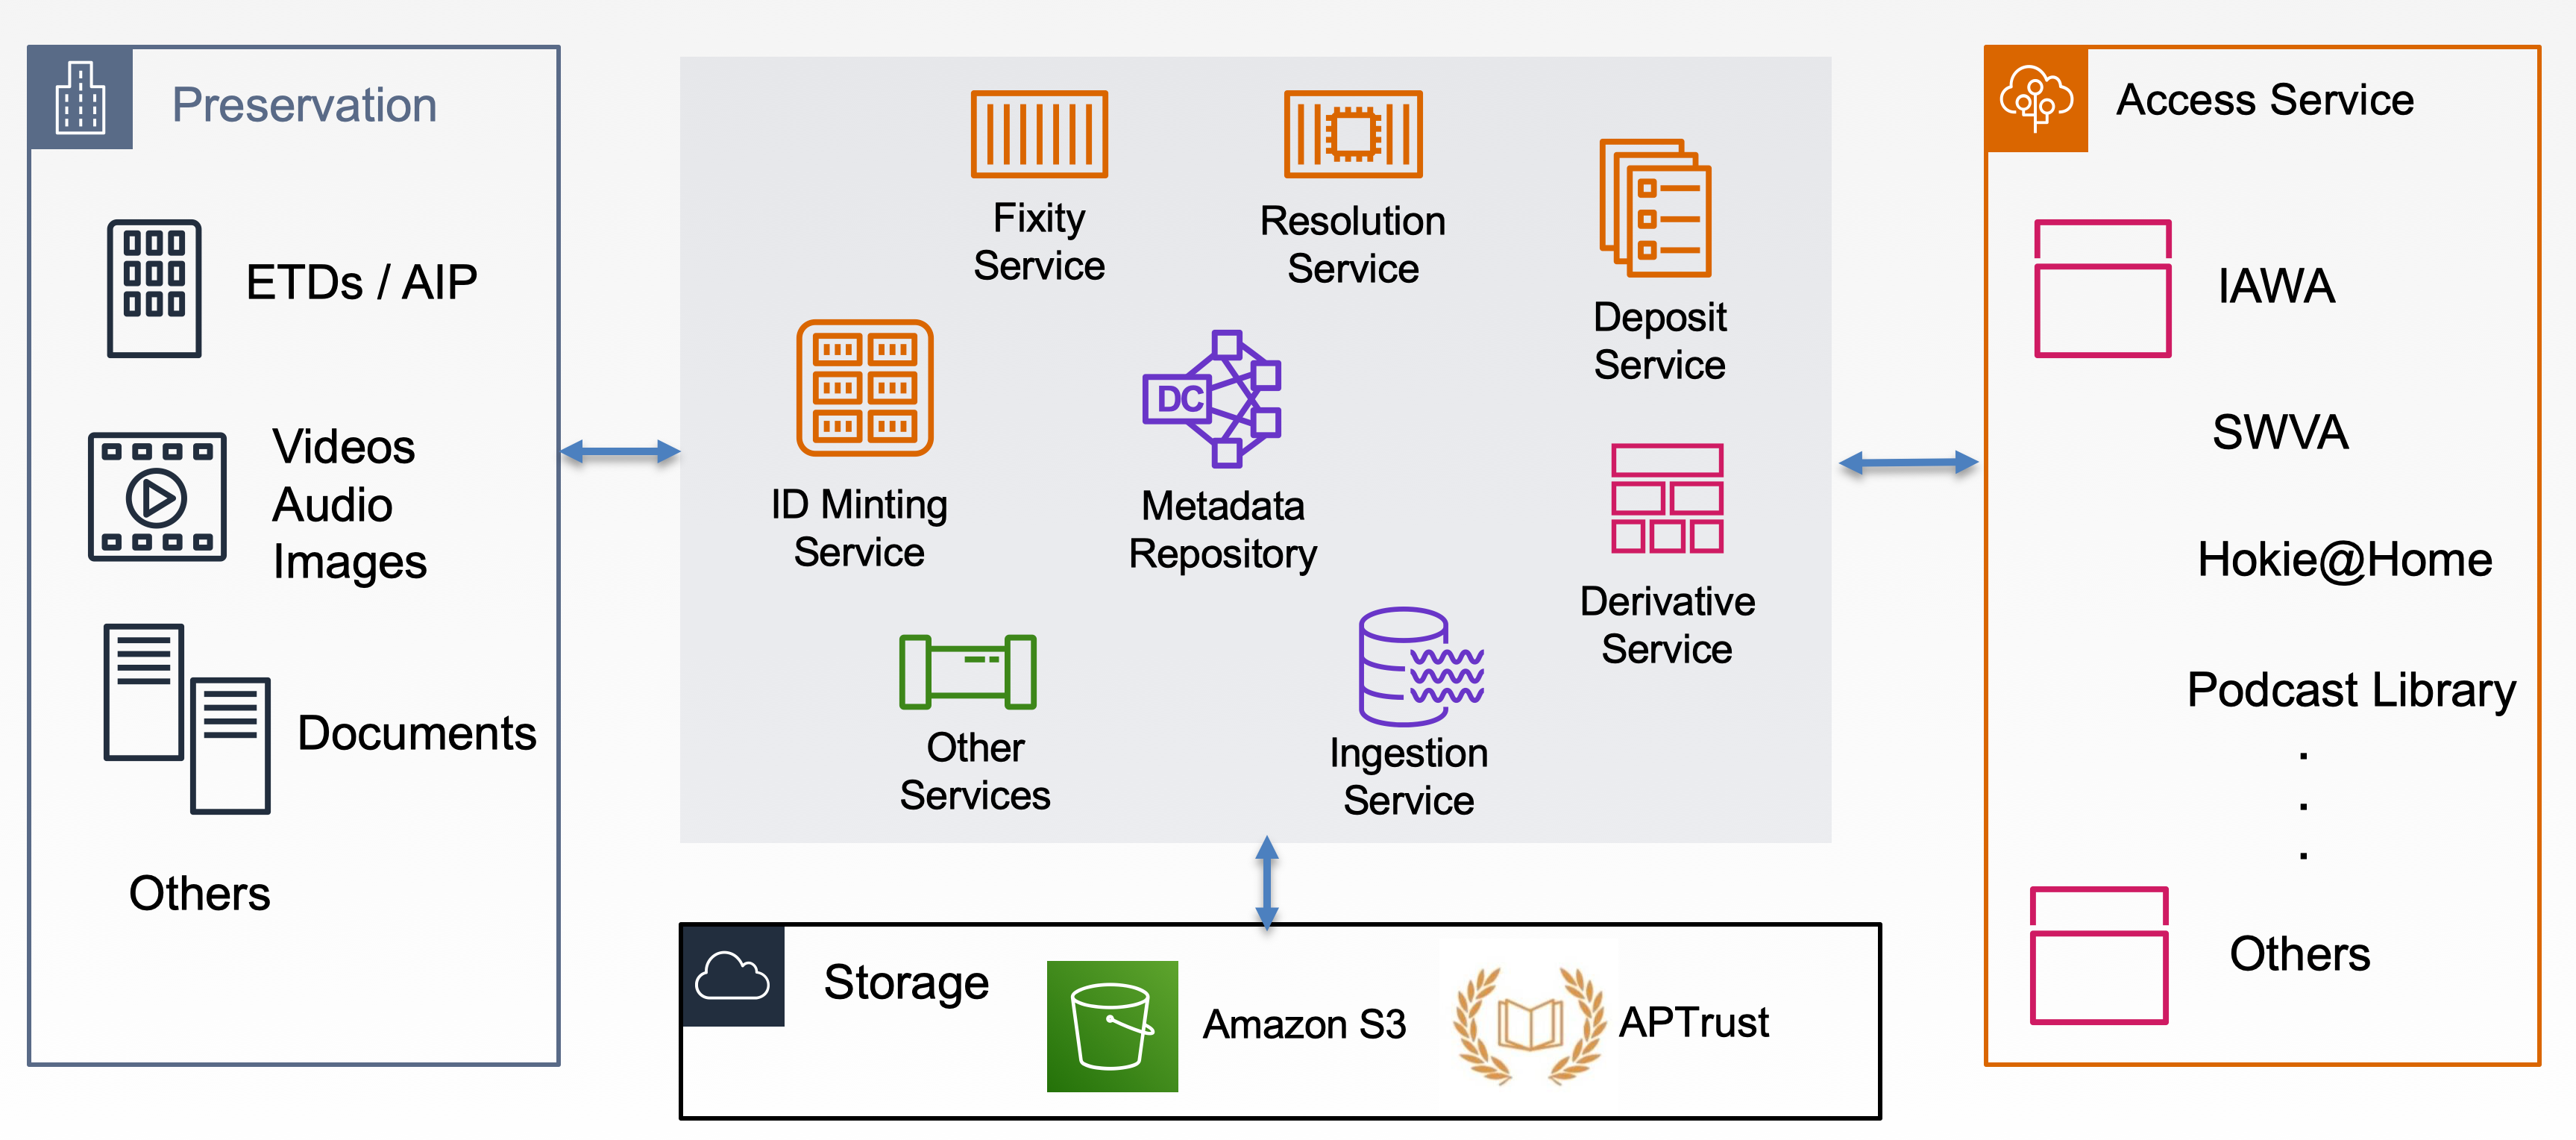 Preservation
ETDs / AIP
Videos
Audio
Images
Documents
Others
Fixity
Service
Resolution
Service
Deposit
Service
ID Minting
Service
DC
Metadata
Repository
Derivative
Service
Other
Services
Ingestion
Service
Storage
Amazon S3
APTrust
Access Service
IAWA
SWVA
Hokie@Home
Podcast Library
.
.
.
Others